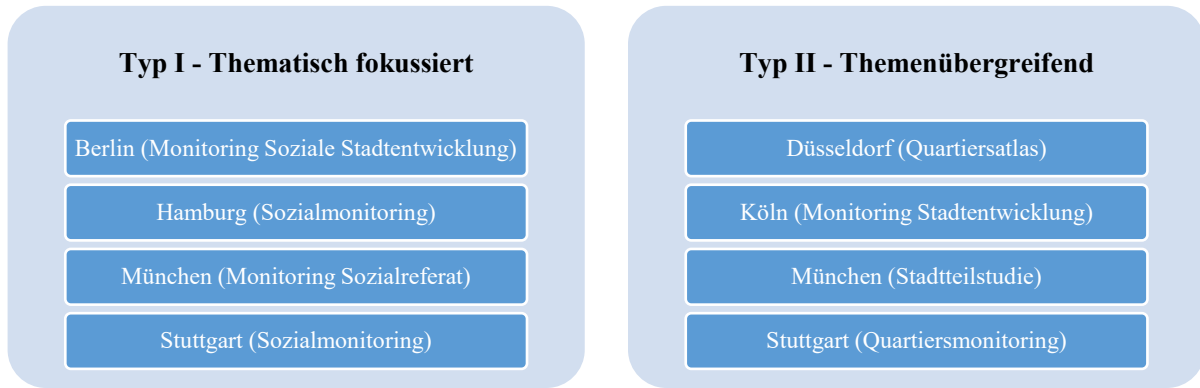 Typ I - Thematisch fokussiert
Berlin (Monitoring Soziale Stadtentwicklung)
Hamburg (Sozialmonitoring)
München (Monitoring Sozialreferat)
Stuttgart (Sozialmonitoring)
Typ II - Themenübergreifend
Düsseldorf (Quartiersatlas)
Köln (Monitoring Stadtentwicklung)
München (Stadtteilstudie)
Stuttgart (Quartiersmonitoring)